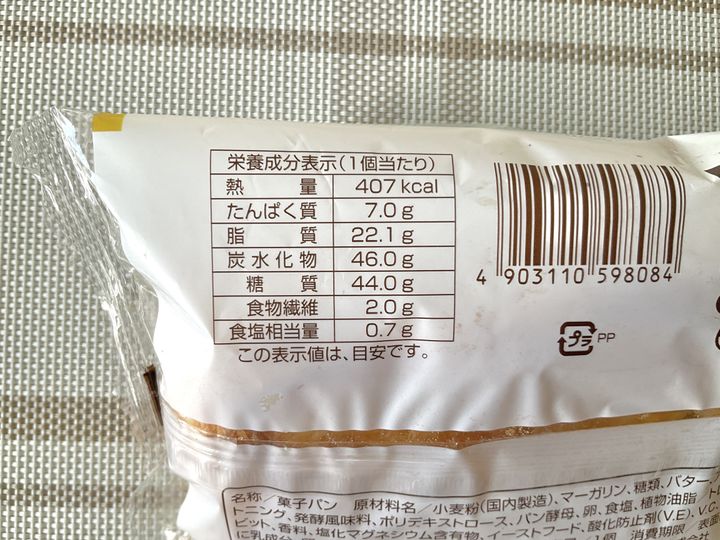 栄養成分表示(1個当たり)
熱量 407kcal
たんぱく質 7.0g
脂質 22.1g
炭水化物 46.0g
糖質 44.0g
食物繊維 2.0g
食塩相当量 0.7g
この表示値は、目安です。
4 903110 598084
プラ PP
名称/菓子パン 原材料名/小麦粉(国内製造)、マーガリン、糖類、バター、
トニング、発酵風味料、ポリデキストロース、パン酵母、卵、食塩、植物油脂
ビット、香料、塩化マグネシウム含有物、イーストフード、酸化防止剤(V.E)、V.C、
に乳成分 1個 消費期限 表面